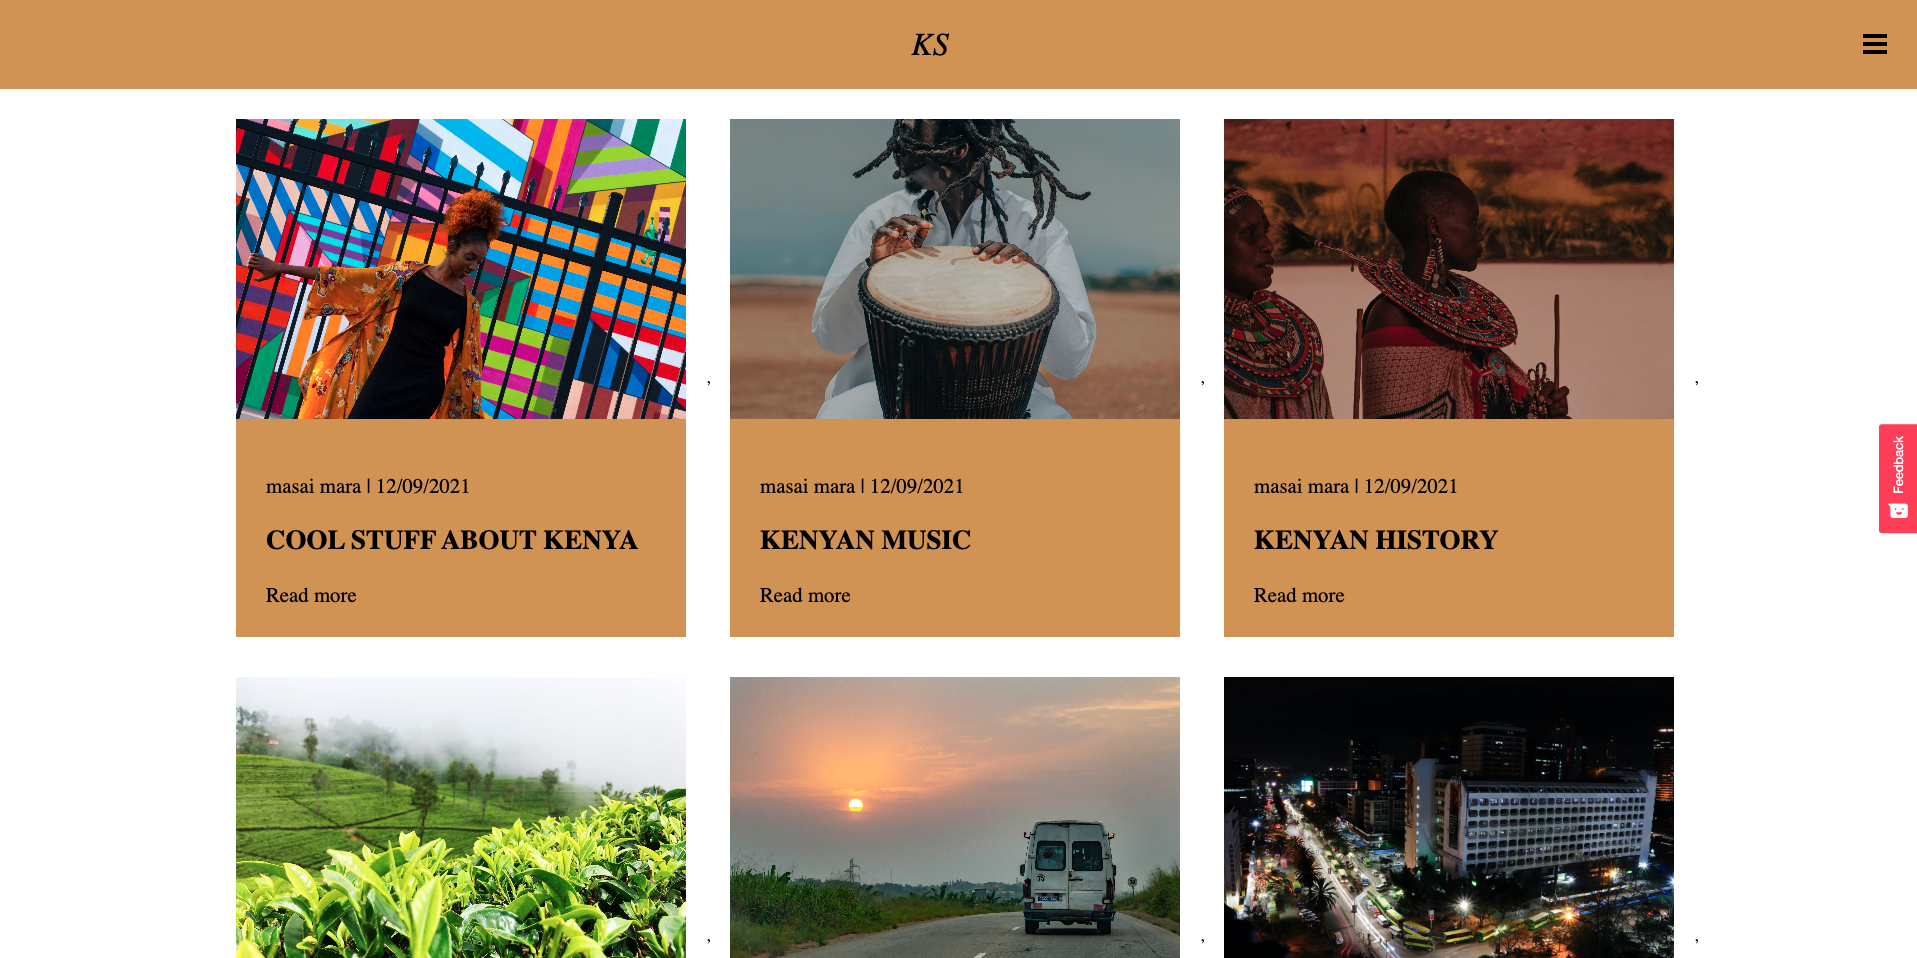 KS
masai mara | 12/09/2021
COOL STUFF ABOUT KENYA
Read more
,
masai mara | 12/09/2021
KENYAN MUSIC
Read more
,
masai mara | 12/09/2021
KENYAN HISTORY
Read more
,
Feedback
,
,
,